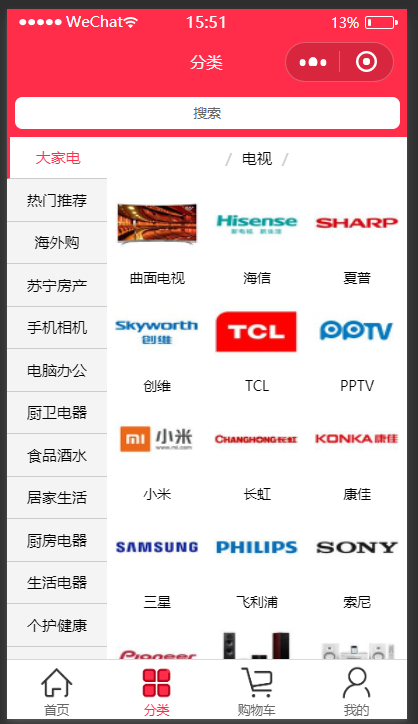 WeChat 15:51 13%
分类
搜索
大家电
热门推荐
海外购
苏宁房产
手机相机
电脑办公
厨卫电器
食品酒水
居家生活
厨房电器
生活电器
个护健康
/ 电视 /
Hisense SHARP
曲面电视 海信 夏普
Skyworth 创维 TCL PPTV
创维 TCL PPTV
mi 小米 www.mi.com CHANGHONG长虹 KONKA康佳
小米 长虹 康佳
SAMSUNG PHILIPS SONY
三星 飞利浦 索尼
Pioneer
首页 分类 购物车 我的